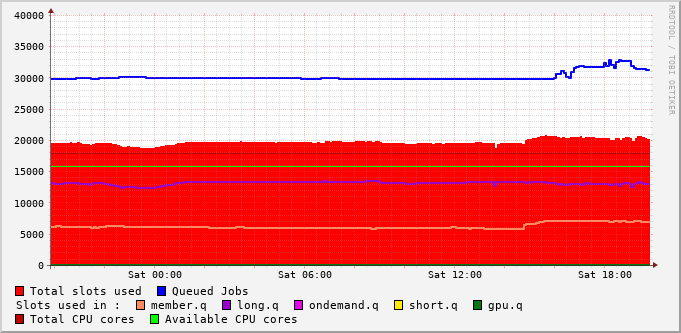 RRDTOOL / TOBI OETIKER
40000
35000
30000
25000
20000
15000
10000
5000
0
Sat 00:00 Sat 06:00 Sat 12:00 Sat 18:00
Total slots used Queued Jobs
Slots used in : member.q long.q ondemand.q short.q gpu.q
Total CPU cores Available CPU cores